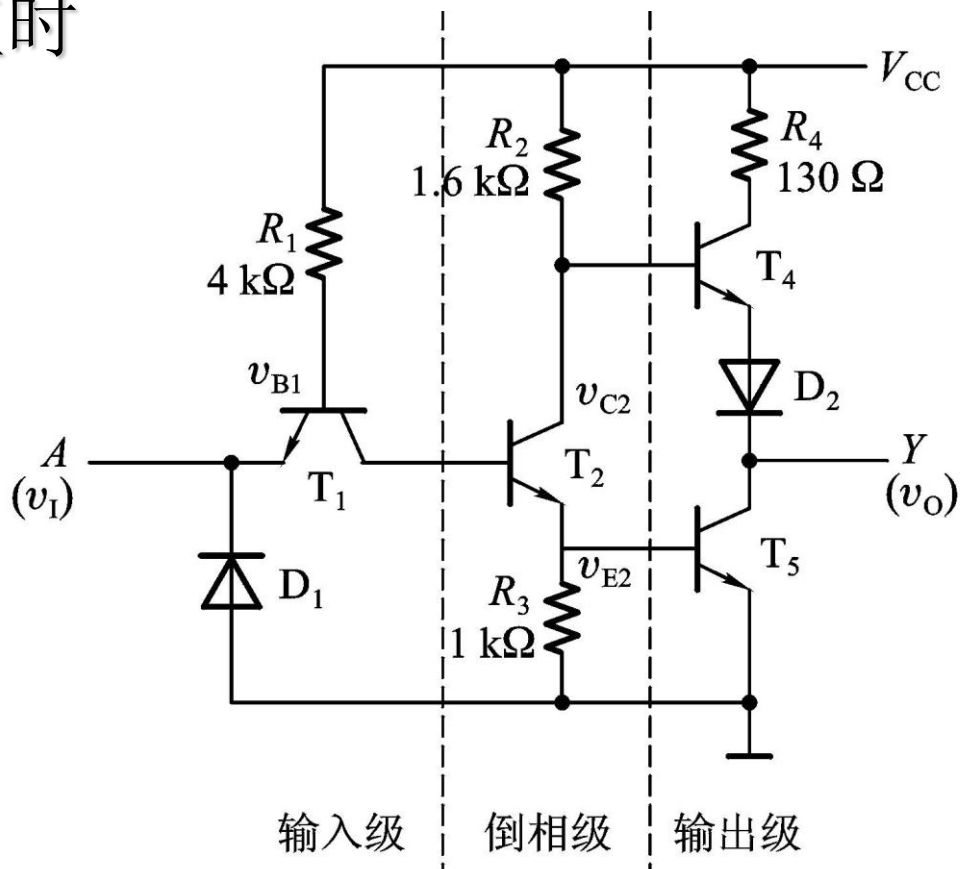 时
V_CC
R_2
1.6 kΩ
R_4
130 Ω
R_1
4 kΩ
T_4
v_B1
D_2
v_C2
A
(v_I)
T_1
T_2
Y
(v_O)
D_1
v_E2
T_5
R_3
1 kΩ
输入级
倒相级
输出级